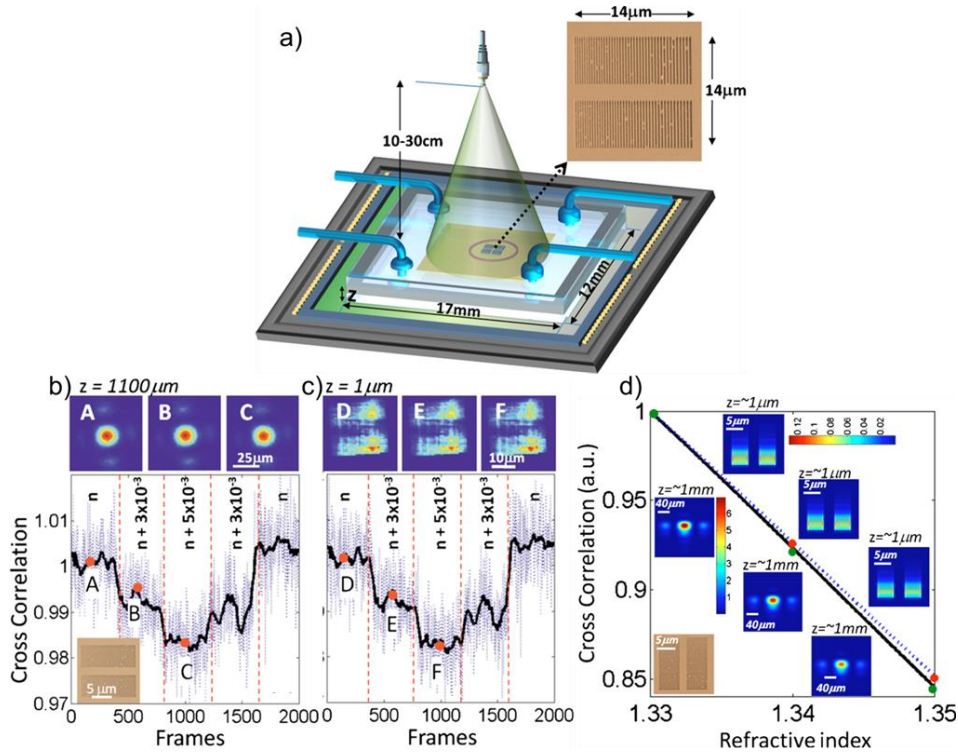 a)
14μm
14μm
10-30cm
z
17mm
12mm
b) z = 1100μm
A
B
C
25μm
c) z = 1μm
D
E
F
10μm
d)
Cross Correlation
1.01
1
0.99
0.98
0.97
n
n + 3x10⁻³
n + 5x10⁻³
n + 3x10⁻³
n
A
B
C
5 μm
0
500
1000
1500
2000
Frames
n
n + 3x10⁻³
n + 5x10⁻³
n + 3x10⁻³
n
D
E
F
0
500
1000
1500
2000
Frames
Cross Correlation (a.u.)
1
0.95
0.9
0.85
z=~1μm
5μm
0.12
0.1
0.08
0.06
0.04
0.02
z=~1mm
40μm
6
5
4
3
2
1
z=~1μm
5μm
z=~1mm
40μm
z=~1μm
5μm
z=~1mm
40μm
5μm
1.33
1.34
1.35
Refractive index